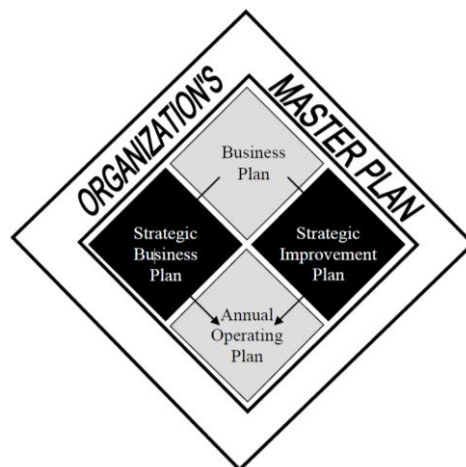 ORGANIZATION'S
MASTER PLAN
Business
Plan
Strategic
Business
Plan
Strategic
Improvement
Plan
Annual
Operating
Plan